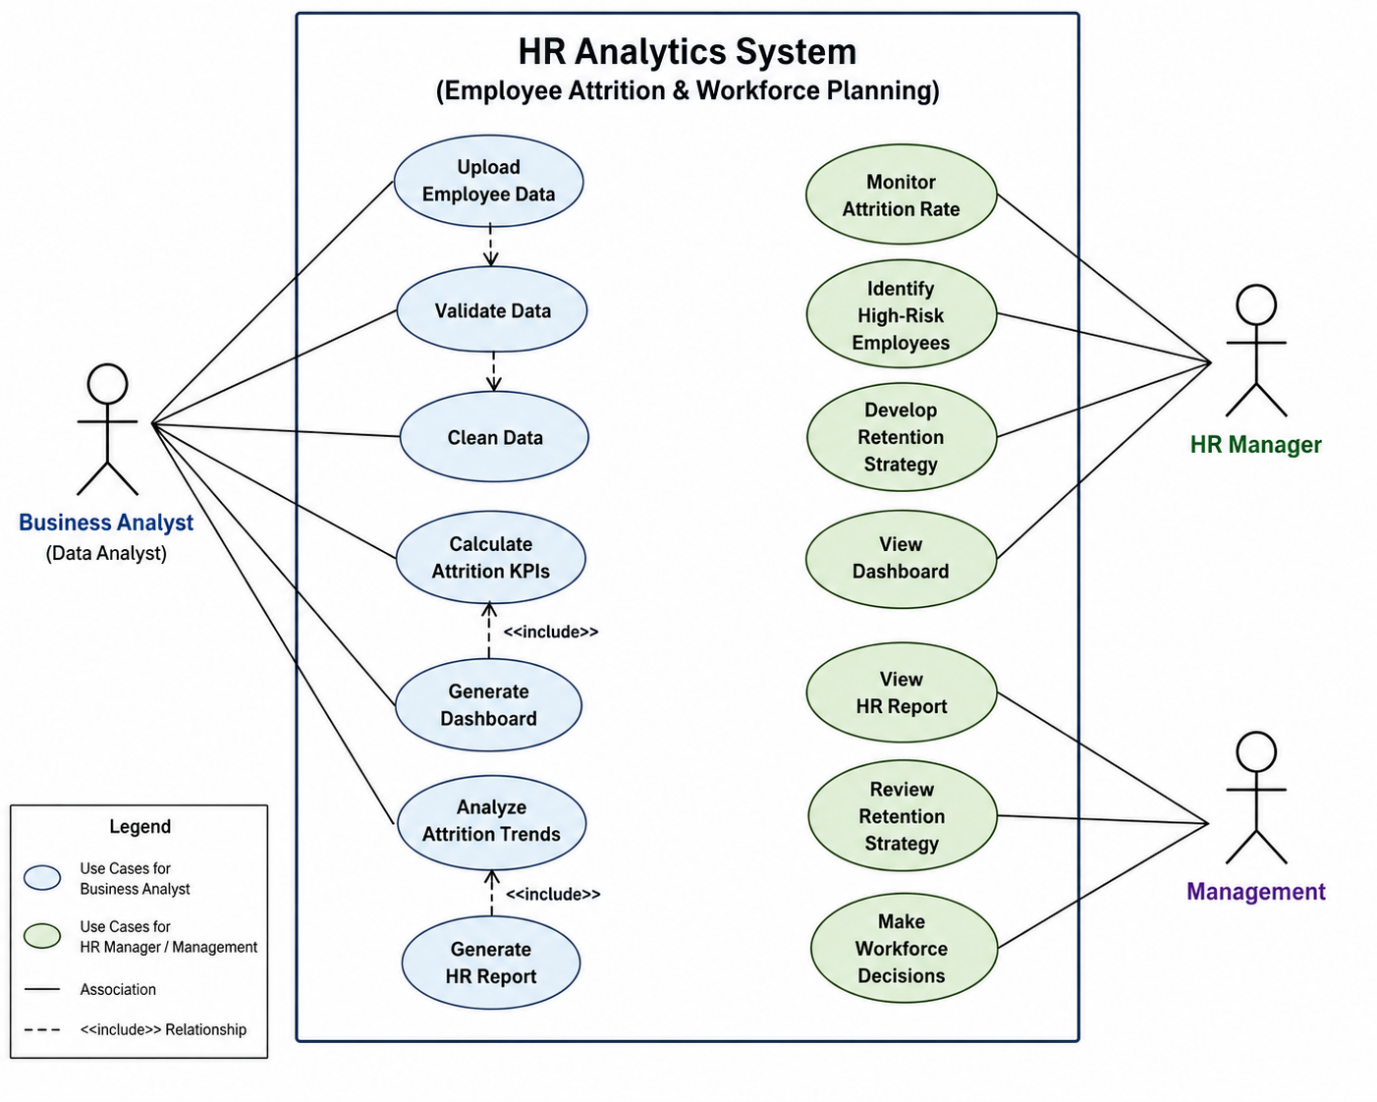 HR Analytics System
(Employee Attrition & Workforce Planning)
Upload
Employee Data
Validate Data
Clean Data
Calculate
Attrition KPIs
<<include>>
Generate
Dashboard
Analyze
Attrition Trends
<<include>>
Generate
HR Report
Monitor
Attrition Rate
Identify
High-Risk
Employees
Develop
Retention
Strategy
View
Dashboard
View
HR Report
Review
Retention
Strategy
Make
Workforce
Decisions
Business Analyst
(Data Analyst)
HR Manager
Management
Legend
Use Cases for
Business Analyst
Use Cases for
HR Manager / Management
Association
<<include>> Relationship